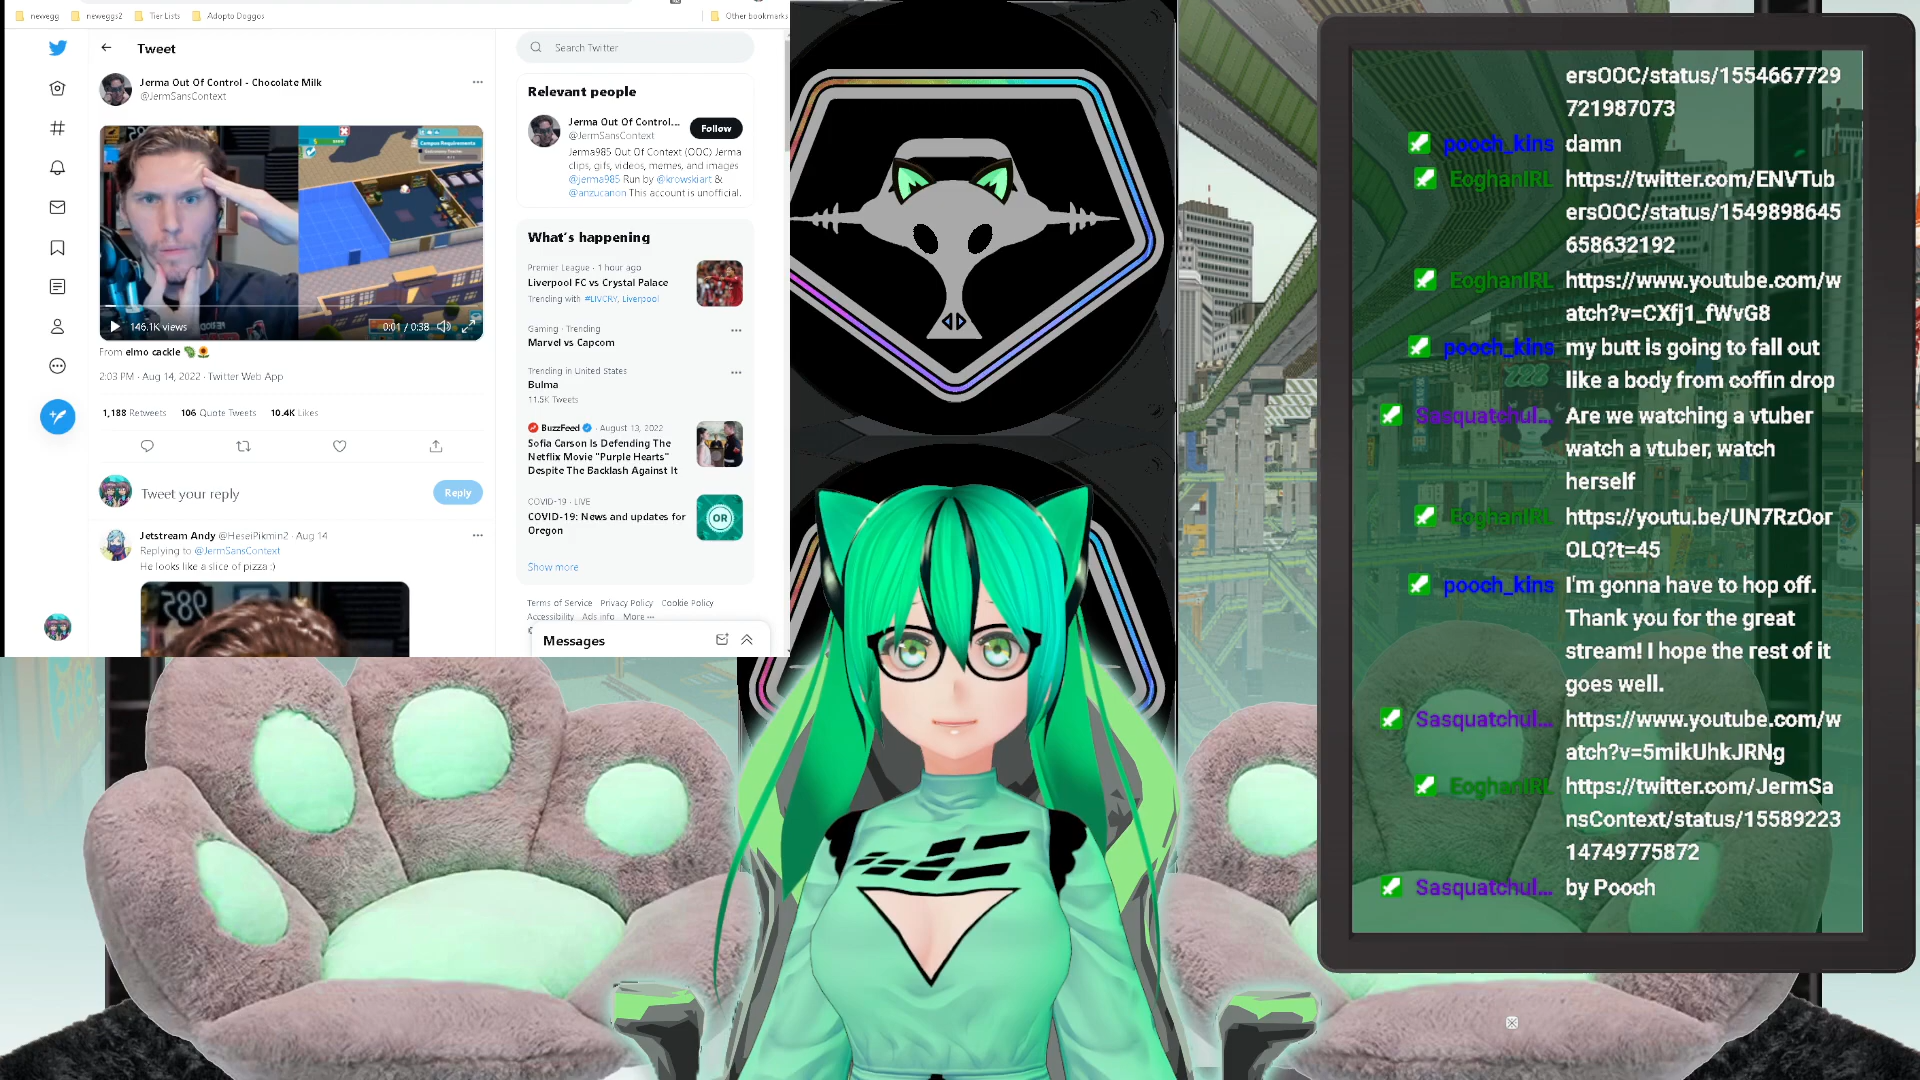 newegg
neweggs2
Tier Lists
Adopto Doggos
Other bookmarks
Tweet
Search Twitter
Jerma Out Of Control - Chocolate Milk
@JermSansContext
146.1K views
0:01 / 0:38
From elmo cackle
2:03 PM · Aug 14, 2022 · Twitter Web App
1,188 Retweets 106 Quote Tweets 10.4K Likes
Tweet your reply
Reply
Jetstream Andy @HeseiPikmin2 · Aug 14
Replying to @JermSansContext
He looks like a slice of pizza :)
Relevant people
Jerma Out Of Control...
@JermSansContext
Follow
Jerma985 Out Of Context (OOC) Jerma
clips, gifs, videos, memes, and images
@jerma985 Run by @krowskiart &
@anzucanon This account is unofficial.
What's happening
Premier League · 1 hour ago
Liverpool FC vs Crystal Palace
Trending with #LIVCRY, Liverpool
Gaming · Trending
Marvel vs Capcom
Trending in United States
Bulma
11.5K Tweets
BuzzFeed · August 13, 2022
Sofia Carson Is Defending The
Netflix Movie "Purple Hearts"
Despite The Backlash Against It
COVID-19 · LIVE
COVID-19: News and updates for
Oregon
OR
Show more
Terms of Service Privacy Policy Cookie Policy
Accessibility Ads info More ···
Messages
ersOOC/status/1554667729
721987073
pooch_kins damn
EoghanIRL https://twitter.com/ENVTub
ersOOC/status/1549898645
658632192
EoghanIRL https://www.youtube.com/w
atch?v=CXfj1_fWvG8
pooch_kins my butt is going to fall out
like a body from coffin drop
Sasquatchul... Are we watching a vtuber
watch a vtuber, watch
herself
EoghanIRL https://youtu.be/UN7RzOor
OLQ?t=45
pooch_kins I'm gonna have to hop off.
Thank you for the great
stream! I hope the rest of it
goes well.
Sasquatchul... https://www.youtube.com/w
atch?v=5mikUhkJRNg
EoghanIRL https://twitter.com/JermSa
nsContext/status/15589223
14749775872
Sasquatchul... by Pooch